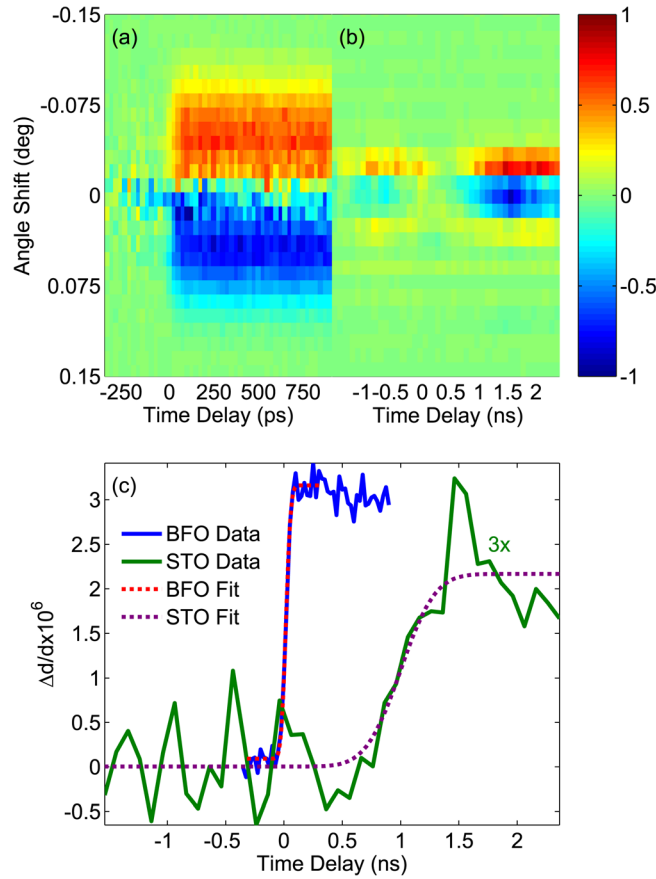 -0.15
(a)
(b)
1
-0.075
0.5
0
0
0.075
-0.5
0.15
-1
-250 0 250 500 750
-1-0.5 0 0.5 1 1.5 2
Angle Shift (deg)
Time Delay (ps)
Time Delay (ns)
(c)
3
2.5
2
1.5
1
0.5
0
-0.5
BFO Data
STO Data
BFO Fit
STO Fit
3x
Δd/dx10⁶
-1 -0.5 0 0.5 1 1.5 2
Time Delay (ns)